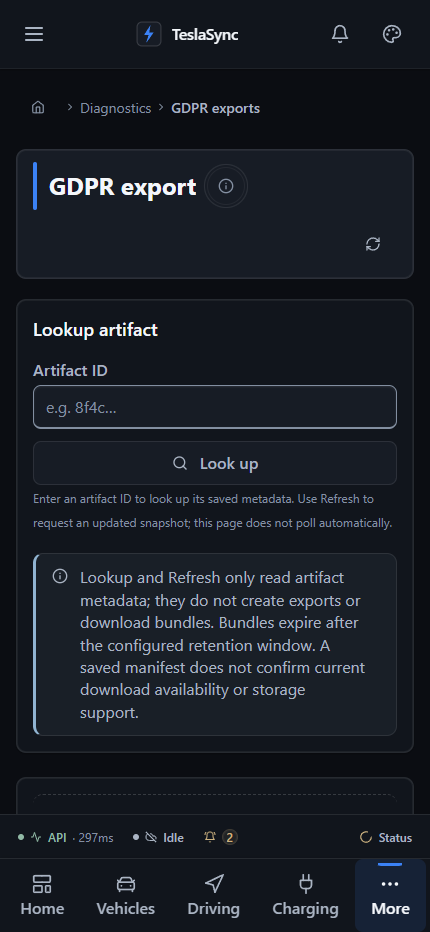 TeslaSync
Diagnostics
GDPR exports
GDPR export
Lookup artifact
Artifact ID
e.g. 8f4c...
Look up
Enter an artifact ID to look up its saved metadata. Use Refresh to
request an updated snapshot; this page does not poll automatically.
Lookup and Refresh only read artifact
metadata; they do not create exports or
download bundles. Bundles expire after
the configured retention window. A
saved manifest does not confirm current
download availability or storage
support.
API · 297ms
Idle
2
Status
Home
Vehicles
Driving
Charging
More